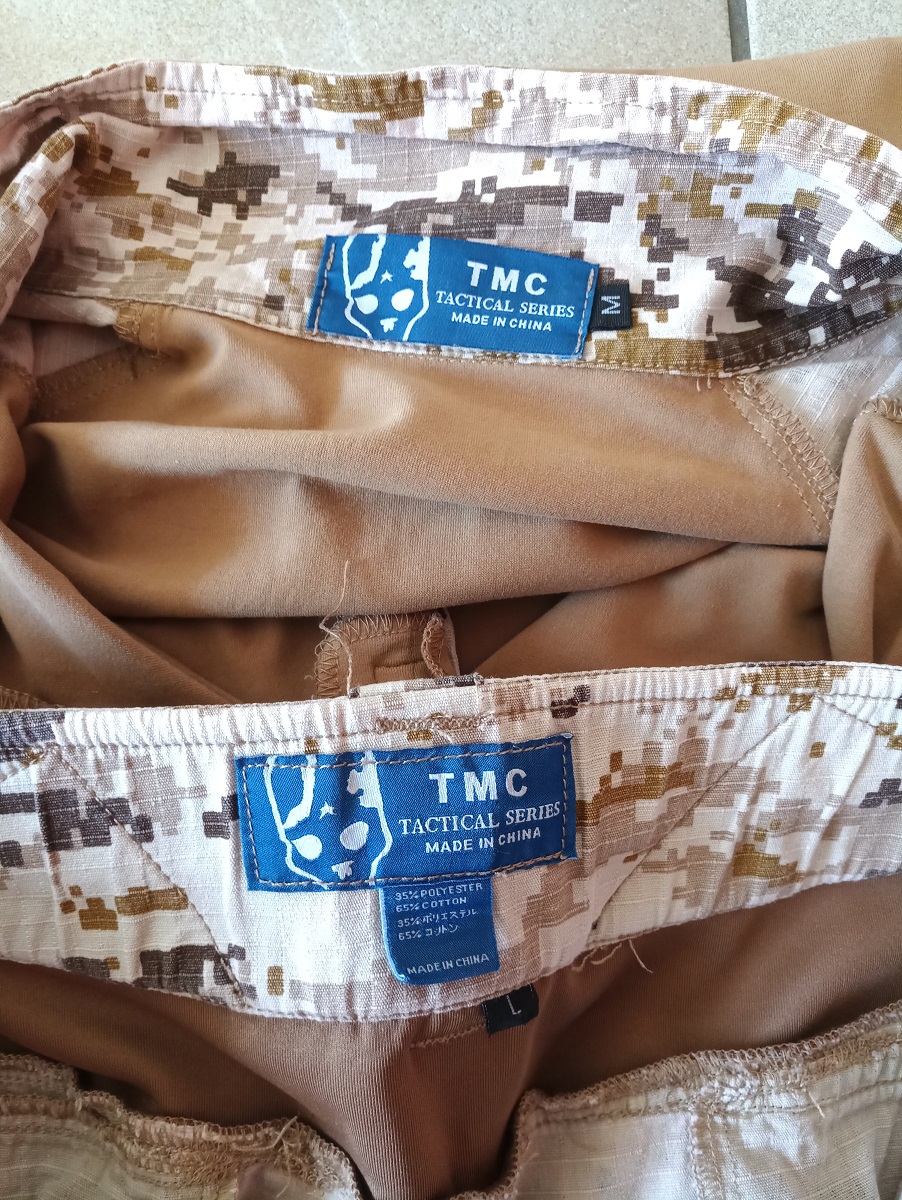 TMC
TACTICAL SERIES
MADE IN CHINA
M
TMC
TACTICAL SERIES
MADE IN CHINA
35% POLYESTER
65% COTTON
35% ポリエステル
65% コットン
MADE IN CHINA
L